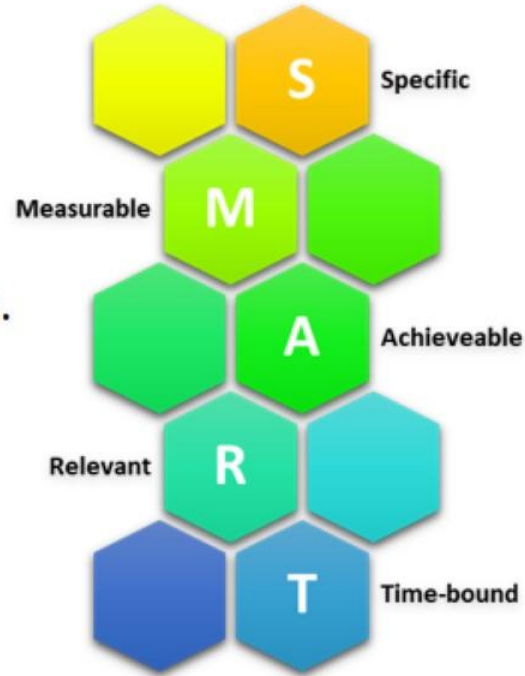 S Specific
Measurable M
.
A Achieveable
Relevant R
T Time-bound